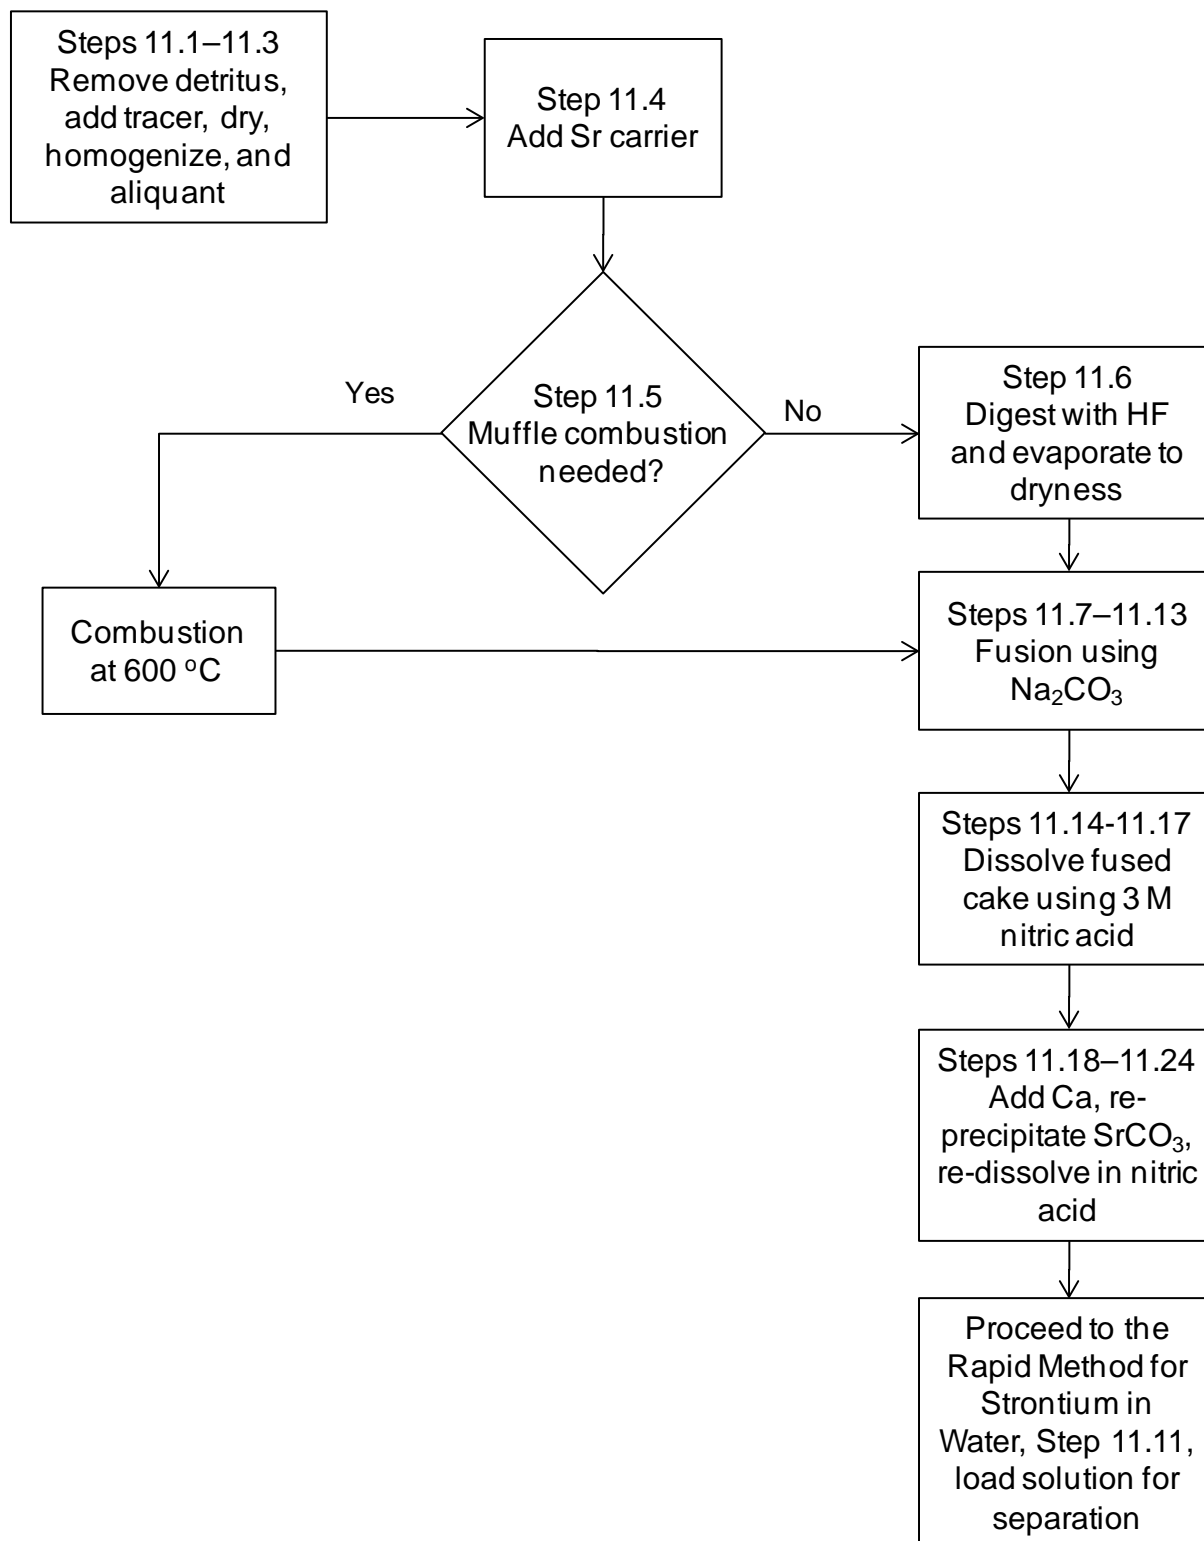 Steps 11.1–11.3
Remove detritus,
add tracer, dry,
homogenize, and
aliquant
Step 11.4
Add Sr carrier
Step 11.5
Muffle combustion
needed?
Yes
No
Step 11.6
Digest with HF
and evaporate to
dryness
Combustion
at 600 ºC
Steps 11.7–11.13
Fusion using
Na₂CO₃
Steps 11.14-11.17
Dissolve fused
cake using 3 M
nitric acid
Steps 11.18–11.24
Add Ca, re-
precipitate SrCO₃,
re-dissolve in nitric
acid
Proceed to the
Rapid Method for
Strontium in
Water, Step 11.11,
load solution for
separation